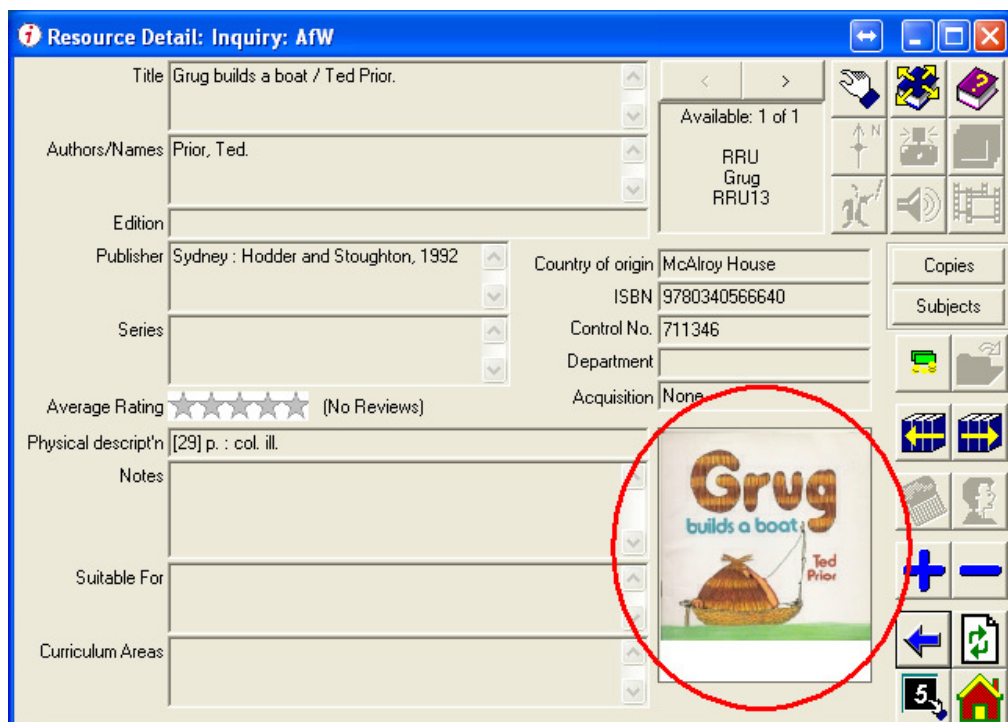 Resource Detail: Inquiry: AfW
Title Grug builds a boat / Ted Prior.
< >
Available: 1 of 1
RRU
Grug
RRU13
Authors/Names Prior, Ted.
Edition
Publisher Sydney : Hodder and Stoughton, 1992
Country of origin McAlroy House
ISBN 9780340566640
Series
Control No. 711346
Department
Average Rating (No Reviews)
Acquisition None
Physical descript'n [29] p. : col. ill.
Notes
Suitable For
Curriculum Areas
Grug
builds a boat
Ted
Prior
N
?
Copies
Subjects
5